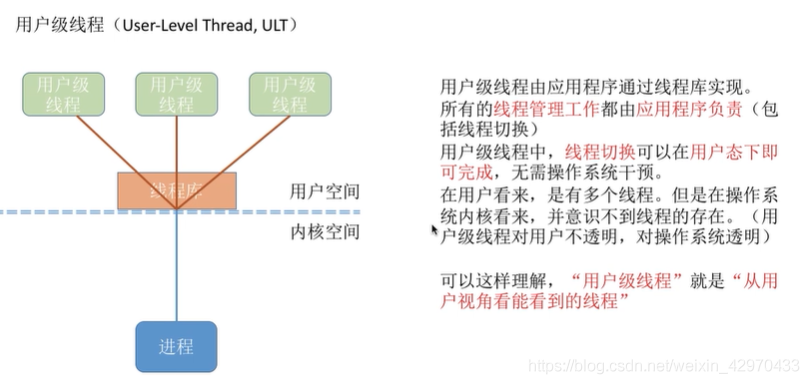 用户级线程（User-Level Thread, ULT）
用户级
线程
用户级
线程
用户级
线程
线程库
用户空间
内核空间
进程
用户级线程由应用程序通过线程库实现。
所有的线程管理工作都由应用程序负责（包
括线程切换）
用户级线程中，线程切换可以在用户态下即
可完成，无需操作系统干预。
在用户看来，是有多个线程。但是在操作系
统内核看来，并意识不到线程的存在。（用
户级线程对用户不透明，对操作系统透明）
可以这样理解，“用户级线程”就是“从用
户视角看能看到的线程”
https://blog.csdn.net/weixin_42970433